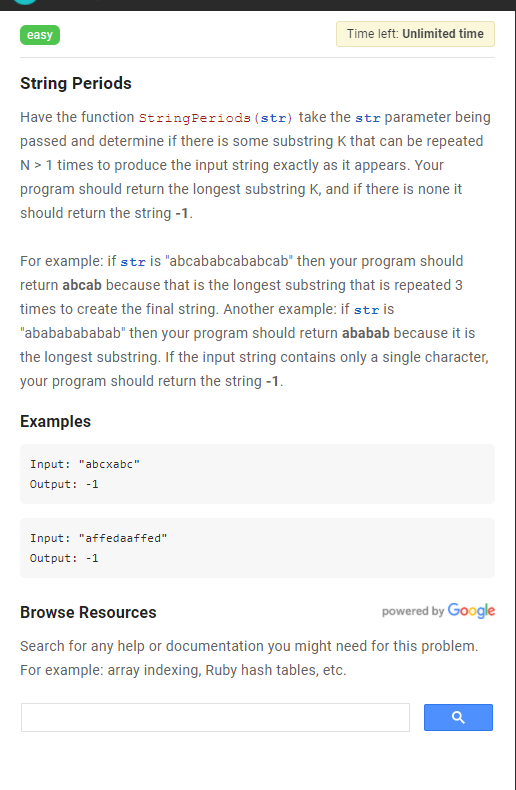 easy
Time left: Unlimited time
String Periods
Have the function StringPeriods(str) take the str parameter being
passed and determine if there is some substring K that can be repeated
N > 1 times to produce the input string exactly as it appears. Your
program should return the longest substring K, and if there is none it
should return the string -1.
For example: if str is "abcababcababcab" then your program should
return abcab because that is the longest substring that is repeated 3
times to create the final string. Another example: if str is
"abababababab" then your program should return ababab because it is
the longest substring. If the input string contains only a single character,
your program should return the string -1.
Examples
Input: "abcxabc"
Output: -1
Input: "affedaaffed"
Output: -1
Browse Resources
powered by Google
Search for any help or documentation you might need for this problem.
For example: array indexing, Ruby hash tables, etc.